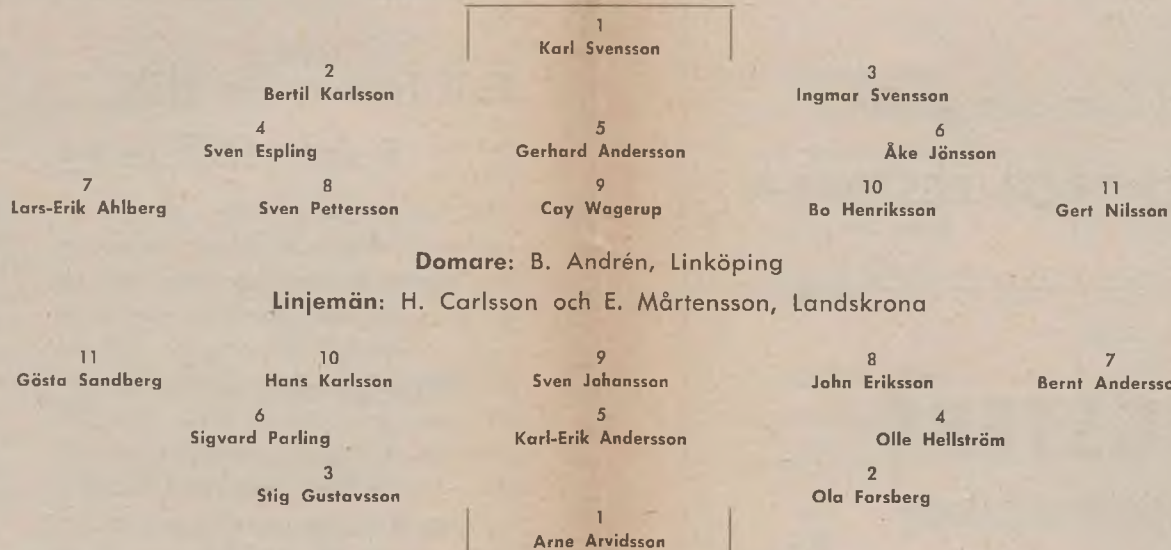 1
Karl Svensson
2 3
Bertil Karlsson Ingmar Svensson
4 5 6
Sven Espling Gerhard Andersson Åke Jönsson
7 8 9 10 11
Lars-Erik Ahlberg Sven Pettersson Cay Wagerup Bo Henriksson Gert Nilsson
Domare: B. Andrén, Linköping
Linjemän: H. Carlsson och E. Mårtensson, Landskrona
11 10 9 8 7
Gösta Sandberg Hans Karlsson Sven Johansson John Eriksson Bernt Andersso
6 5 4
Sigvard Parling Karl-Erik Andersson Olle Hellström
3 2
Stig Gustavsson Ola Forsberg
1
Arne Arvidsson